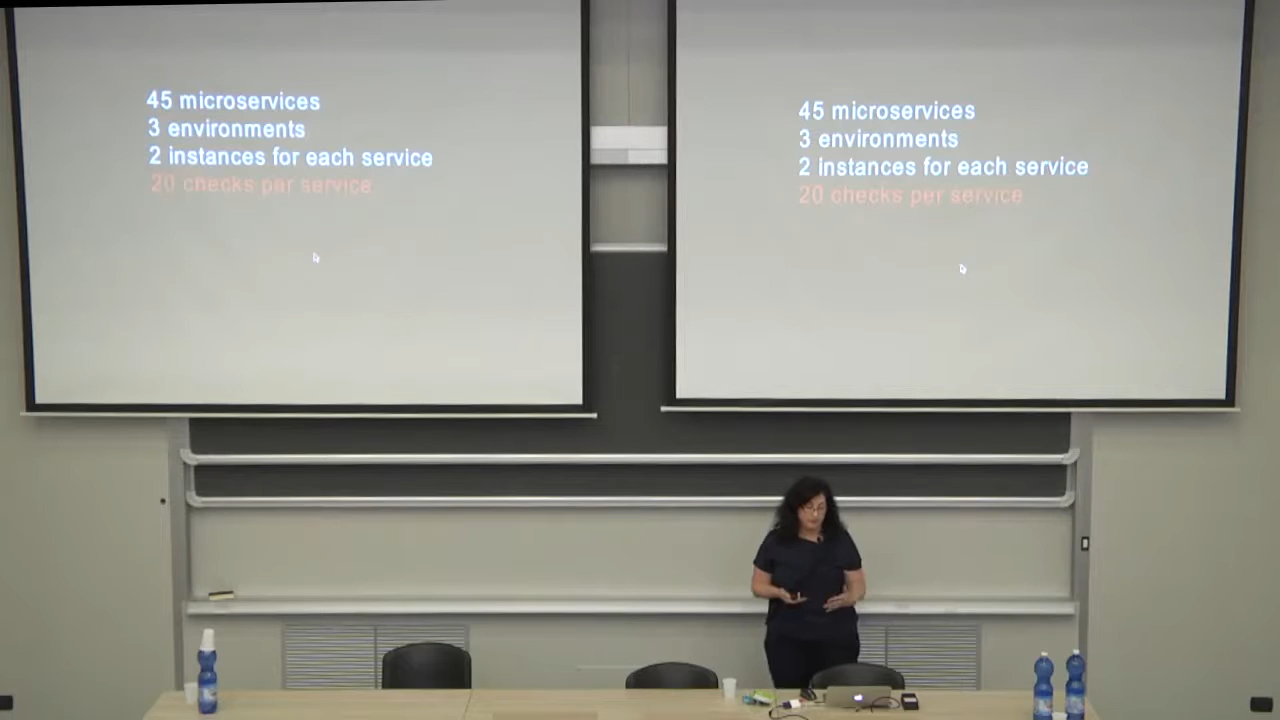 45 microservices
3 environments
2 instances for each service
20 checks per service
45 microservices
3 environments
2 instances for each service
20 checks per service